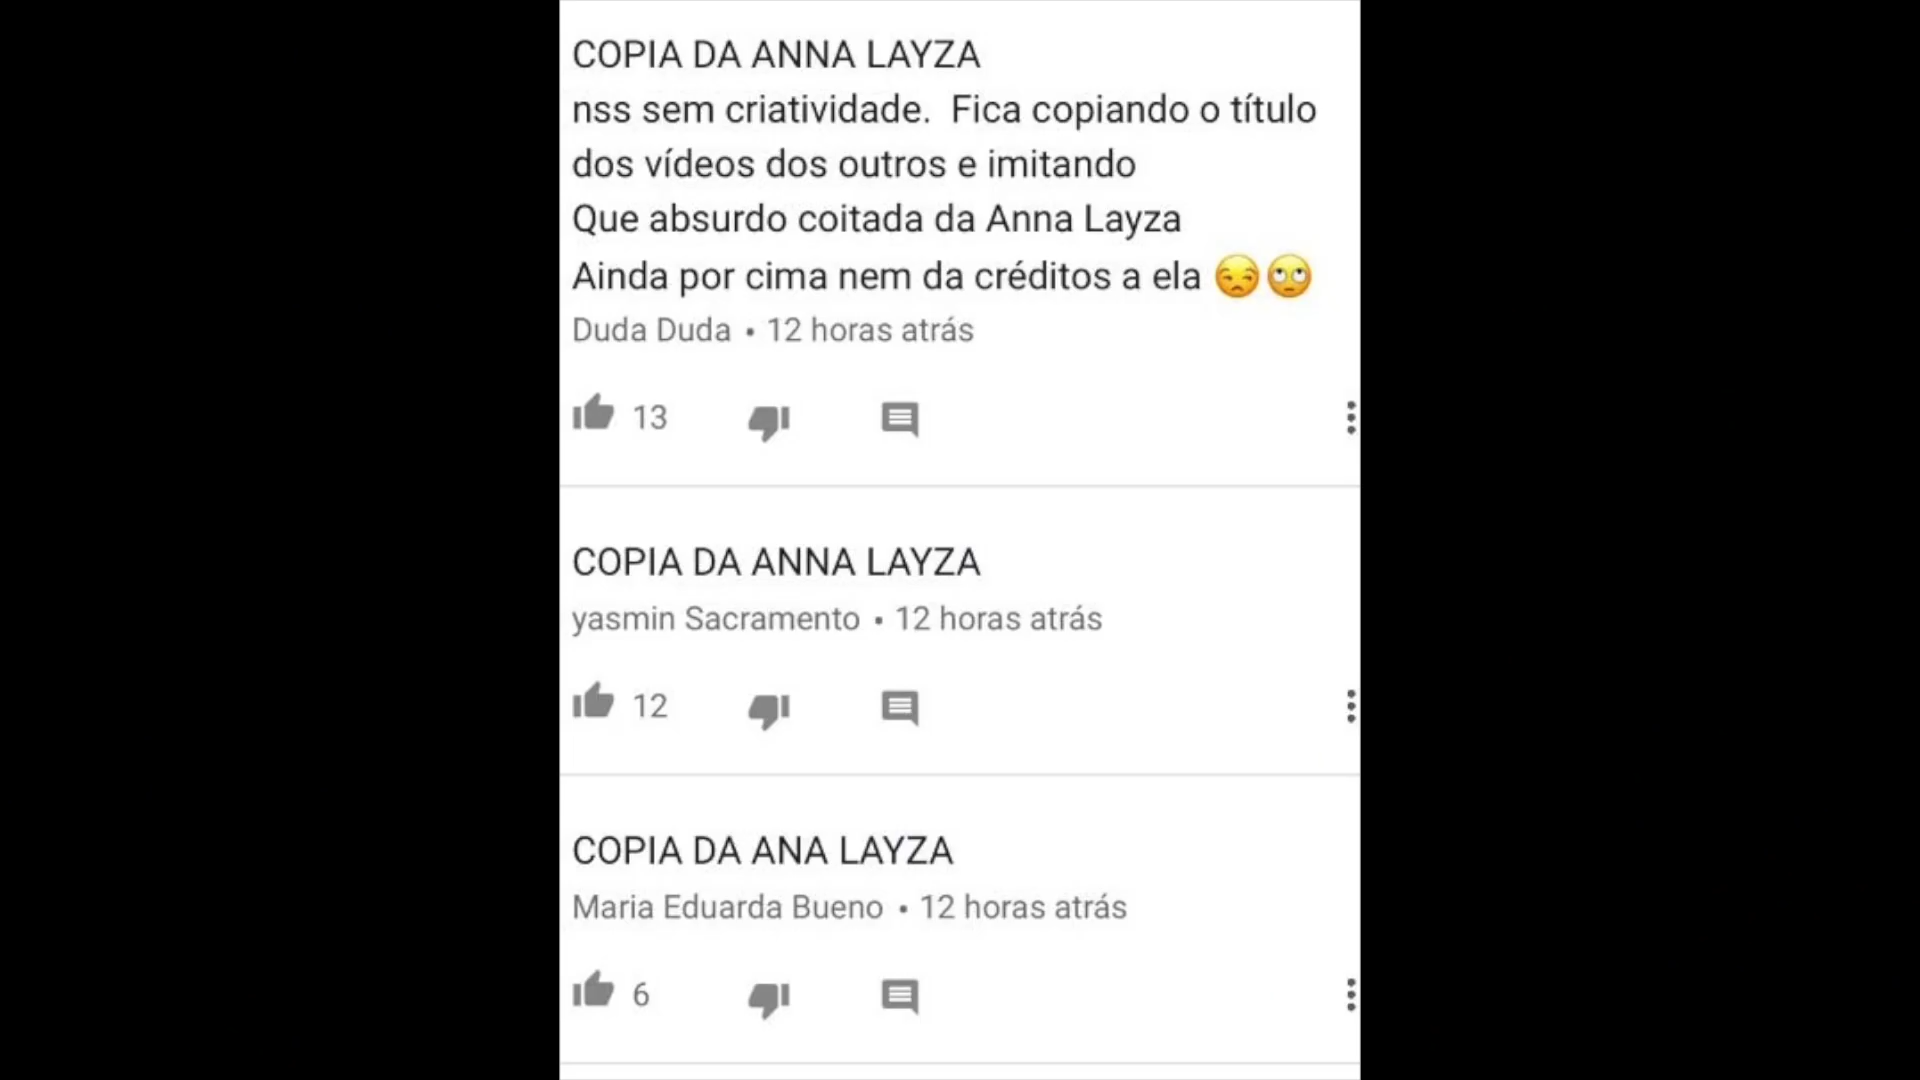 COPIA DA ANNA LAYZA
nss sem criatividade.  Fica copiando o título
dos vídeos dos outros e imitando
Que absurdo coitada da Anna Layza
Ainda por cima nem da créditos a ela 😒🙄
Duda Duda • 12 horas atrás
13
COPIA DA ANNA LAYZA
yasmin Sacramento • 12 horas atrás
12
COPIA DA ANA LAYZA
Maria Eduarda Bueno • 12 horas atrás
6